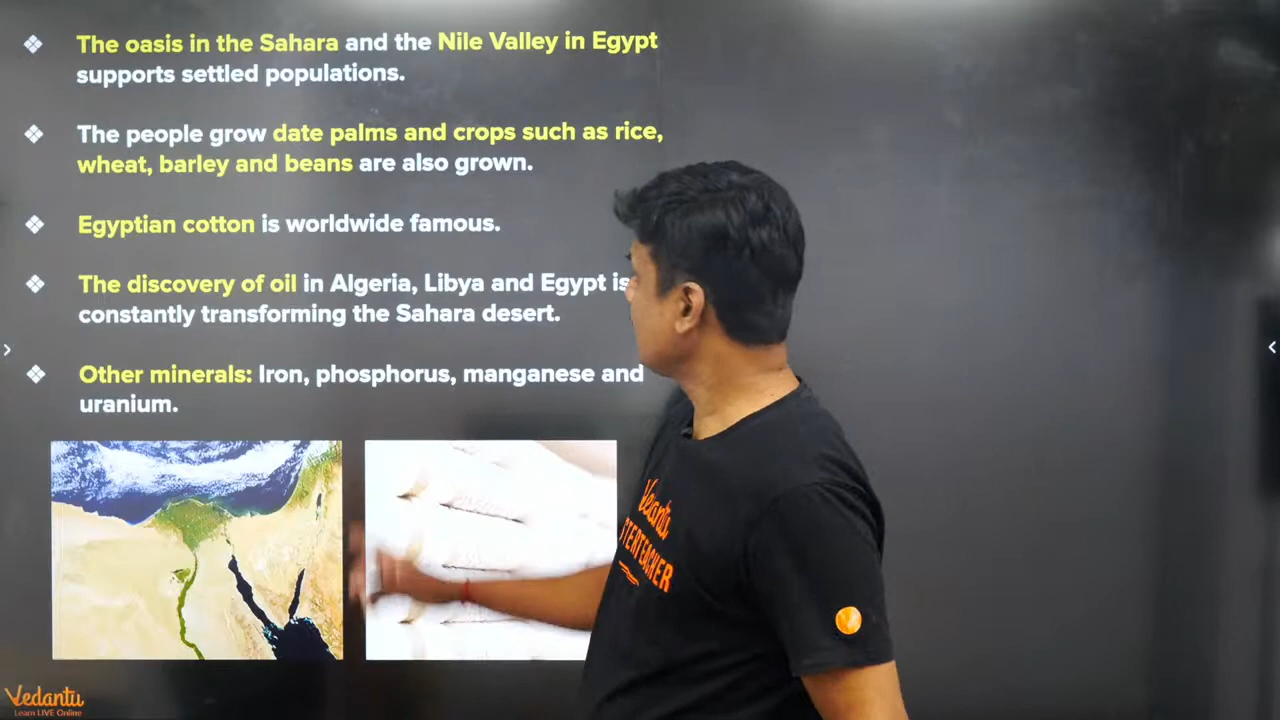 ❖ The oasis in the Sahara and the Nile Valley in Egypt
supports settled populations.
❖ The people grow date palms and crops such as rice,
wheat, barley and beans are also grown.
❖ Egyptian cotton is worldwide famous.
❖ The discovery of oil in Algeria, Libya and Egypt is
constantly transforming the Sahara desert.
❖ Other minerals: Iron, phosphorus, manganese and
uranium.
Vedantu
TERTEACHER
Vedantu
Learn LIVE Online